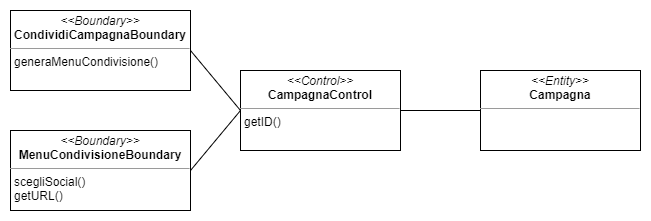 <<Boundary>>
CondividiCampagnaBoundary
generaMenuCondivisione()
<<Boundary>>
MenuCondivisioneBoundary
scegliSocial()
getURL()
<<Control>>
CampagnaControl
getID()
<<Entity>>
Campagna